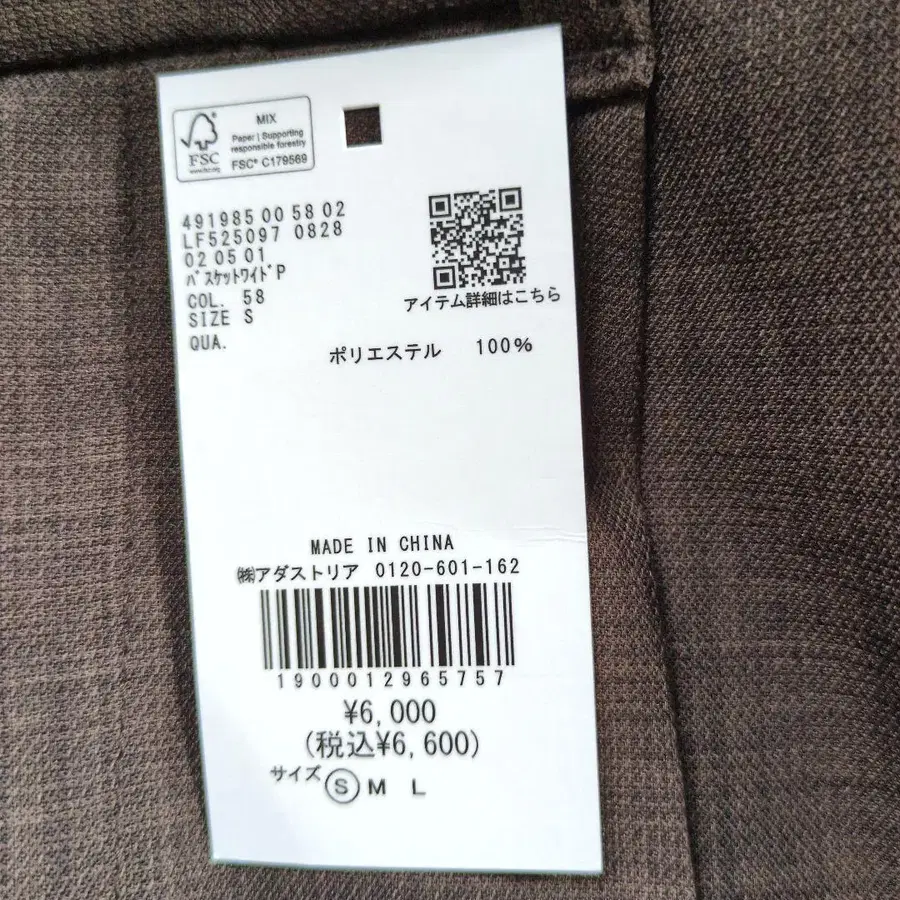 MIX
Paper | Supporting
responsible forestry
FSC
www.fsc.org
FSC® C179569
491985 00 58 02
LF525097 0828
02 05 01
ﾊﾞｽｹｯﾄﾜｲﾄﾞP
COL. 58
SIZE S
QUA.
アイテム詳細はこちら
ポリエステル 100%
MADE IN CHINA
㈱アダストリア 0120-601-162
1900012965757
¥6,000
(税込¥6,600)
サイズ S M L